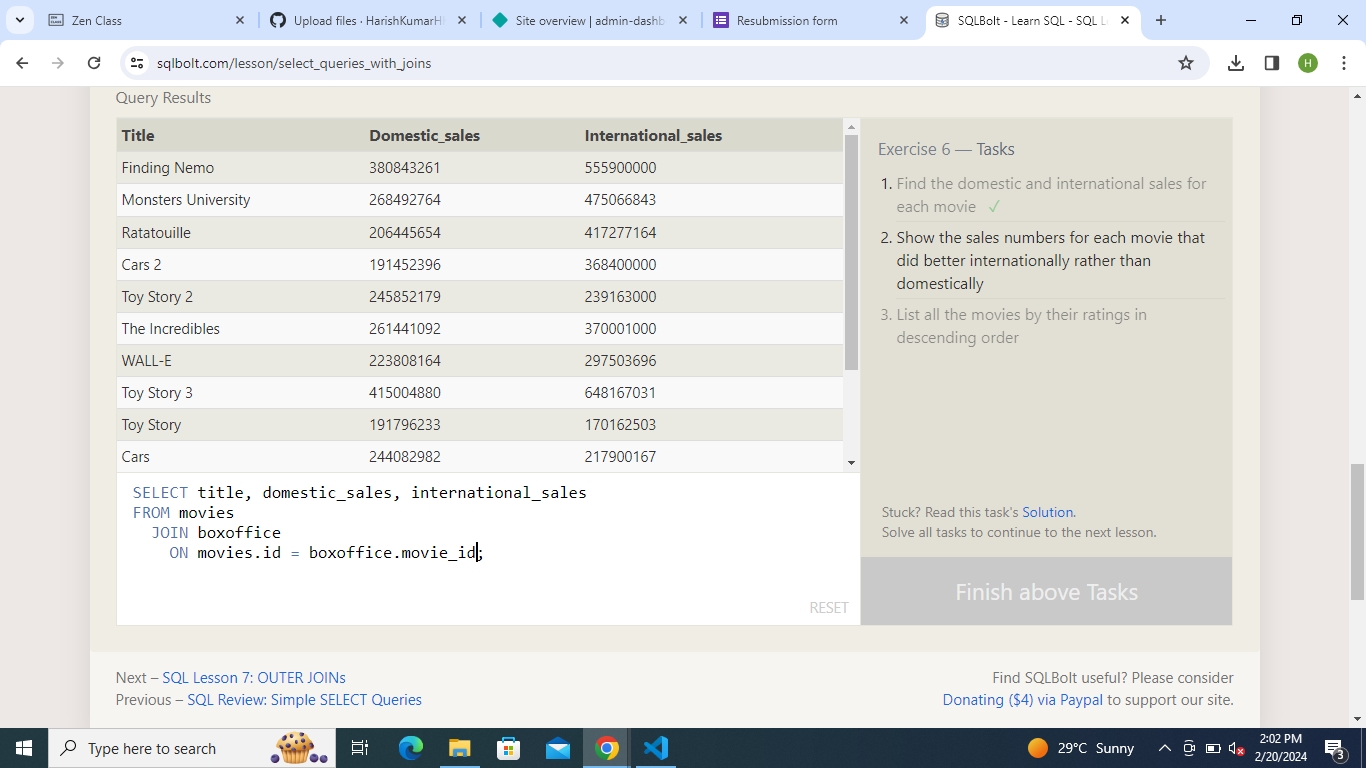 Zen Class
Upload files · HarishKumarH
Site overview | admin-dashb
Resubmission form
SQLBolt - Learn SQL - SQL L
sqlbolt.com/lesson/select_queries_with_joins
H
Query Results
Title Domestic_sales International_sales
Finding Nemo 380843261 555900000
Monsters University 268492764 475066843
Ratatouille 206445654 417277164
Cars 2 191452396 368400000
Toy Story 2 245852179 239163000
The Incredibles 261441092 370001000
WALL-E 223808164 297503696
Toy Story 3 415004880 648167031
Toy Story 191796233 170162503
Cars 244082982 217900167
SELECT title, domestic_sales, international_sales
FROM movies
JOIN boxoffice
ON movies.id = boxoffice.movie_id;
RESET
Exercise 6 — Tasks
1. Find the domestic and international sales for
each movie ✓
2. Show the sales numbers for each movie that
did better internationally rather than
domestically
3. List all the movies by their ratings in
descending order
Stuck? Read this task's Solution.
Solve all tasks to continue to the next lesson.
Finish above Tasks
Next – SQL Lesson 7: OUTER JOINs
Previous – SQL Review: Simple SELECT Queries
Find SQLBolt useful? Please consider
Donating ($4) via Paypal to support our site.
Type here to search
29°C Sunny
2:02 PM
2/20/2024
3